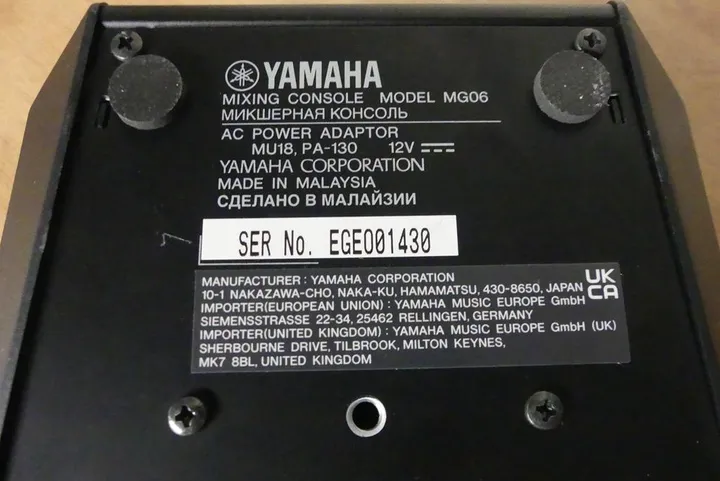 YAMAHA
MIXING CONSOLE MODEL MG06
МИКШЕРНАЯ КОНСОЛЬ
AC POWER ADAPTOR
MU18, PA-130 12V
YAMAHA CORPORATION
MADE IN MALAYSIA
СДЕЛАНО В МАЛАЙЗИИ
SER No. EGEO01430
MANUFACTURER : YAMAHA CORPORATION
10-1 NAKAZAWA-CHO, NAKA-KU, HAMAMATSU, 430-8650, JAPAN
IMPORTER(EUROPEAN UNION) : YAMAHA MUSIC EUROPE GmbH
SIEMENSSTRASSE 22-34, 25462 RELLINGEN, GERMANY
IMPORTER(UNITED KINGDOM) : YAMAHA MUSIC EUROPE GmbH (UK)
SHERBOURNE DRIVE, TILBROOK, MILTON KEYNES,
MK7 8BL, UNITED KINGDOM
UK
CA